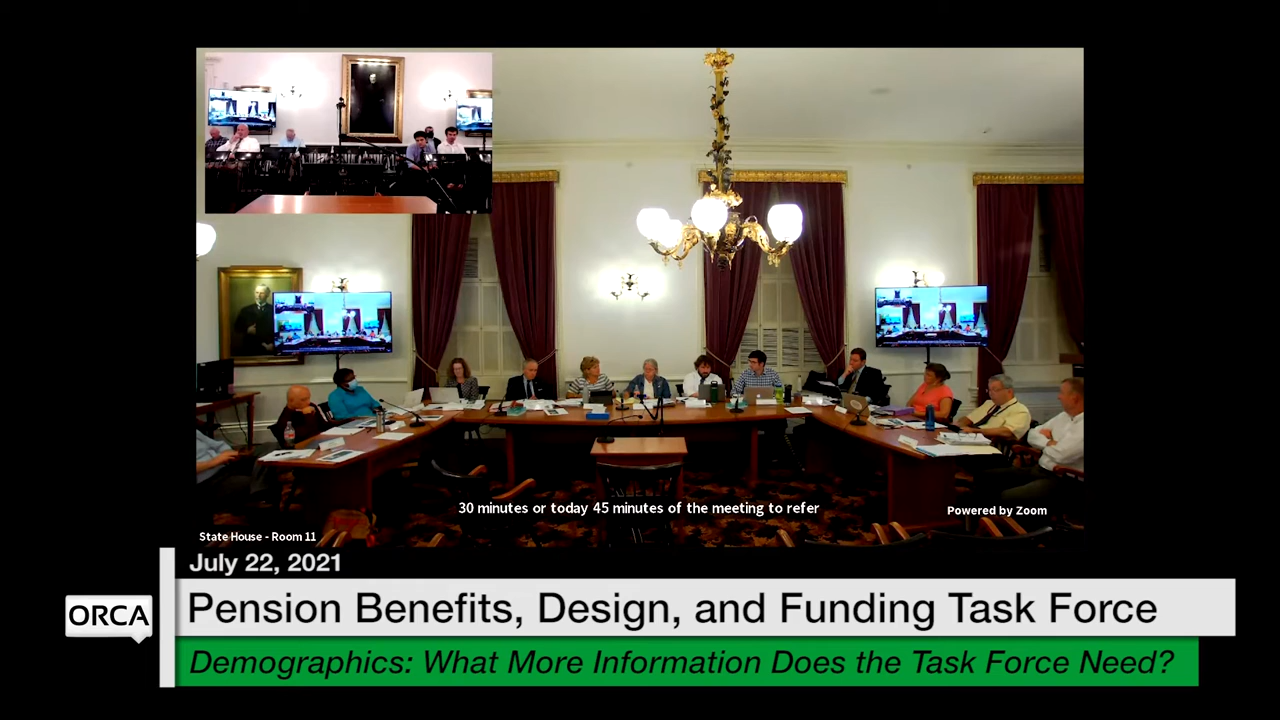 30 minutes or today 45 minutes of the meeting to refer
Powered by Zoom
State House - Room 11
July 22, 2021
ORCA
Pension Benefits, Design, and Funding Task Force
Demographics: What More Information Does the Task Force Need?